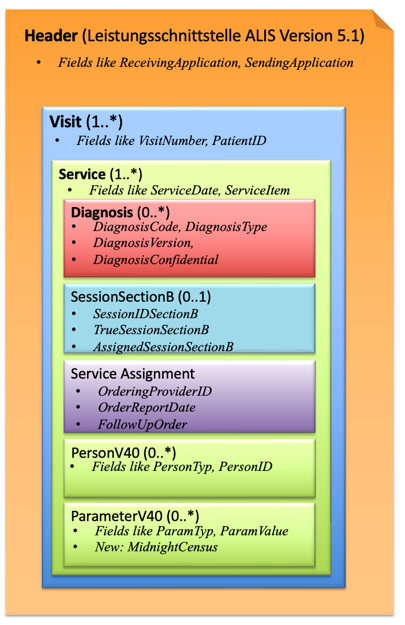 Header (Leistungsschnittstelle ALIS Version 5.1)
• Fields like ReceivingApplication, SendingApplication
Visit (1..*)
• Fields like VisitNumber, PatientID
Service (1..*)
• Fields like ServiceDate, ServiceItem
Diagnosis (0..*)
• DiagnosisCode, DiagnosisType
• DiagnosisVersion,
• DiagnosisConfidential
SessionSectionB (0..1)
• SessionIDSectionB
• TrueSessionSectionB
• AssignedSessionSectionB
Service Assignment
• OrderingProviderID
• OrderReportDate
• FollowUpOrder
PersonV40 (0..*)
• Fields like PersonTyp, PersonID
ParameterV40 (0..*)
• Fields like ParamTyp, ParamValue
• New: MidnightCensus